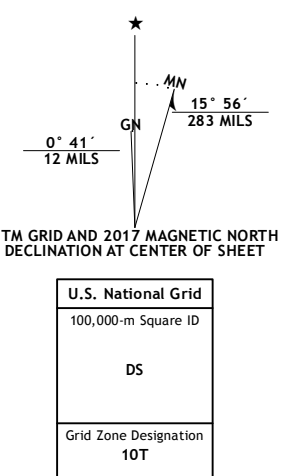 MN
GN
15° 56´
283 MILS
0° 41´
12 MILS
TM GRID AND 2017 MAGNETIC NORTH
DECLINATION AT CENTER OF SHEET
U.S. National Grid
100,000-m Square ID
DS
Grid Zone Designation
10T